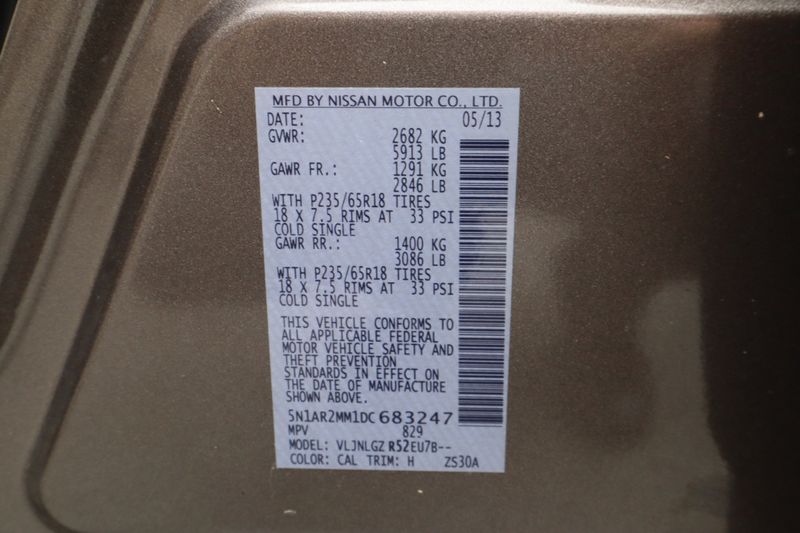 MFD BY NISSAN MOTOR CO., LTD.
DATE: 05/13
GVWR: 2682 KG
5913 LB
GAWR FR.: 1291 KG
2846 LB
WITH P235/65R18 TIRES
18 X 7.5 RIMS AT 33 PSI
COLD SINGLE
GAWR RR.: 1400 KG
3086 LB
WITH P235/65R18 TIRES
18 X 7.5 RIMS AT 33 PSI
COLD SINGLE
THIS VEHICLE CONFORMS TO
ALL APPLICABLE FEDERAL
MOTOR VEHICLE SAFETY AND
THEFT PREVENTION
STANDARDS IN EFFECT ON
THE DATE OF MANUFACTURE
SHOWN ABOVE.
5N1AR2MM1DC683247
MPV 829
MODEL: VLJNLGZ R52EU7B--
COLOR: CAL TRIM: H ZS30A